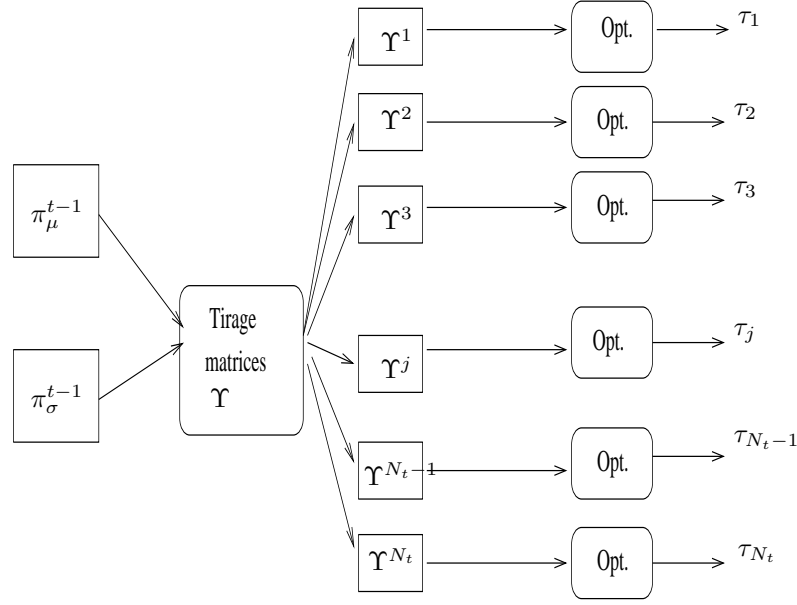 Υ^1 Opt. τ_1
Υ^2 Opt. τ_2
Υ^3 Opt. τ_3
π_μ^{t−1}
Tirage
matrices
Υ
π_σ^{t−1}
Υ^j Opt. τ_j
Υ^{N_t−1} Opt. τ_{N_t−1}
Υ^{N_t} Opt. τ_{N_t}